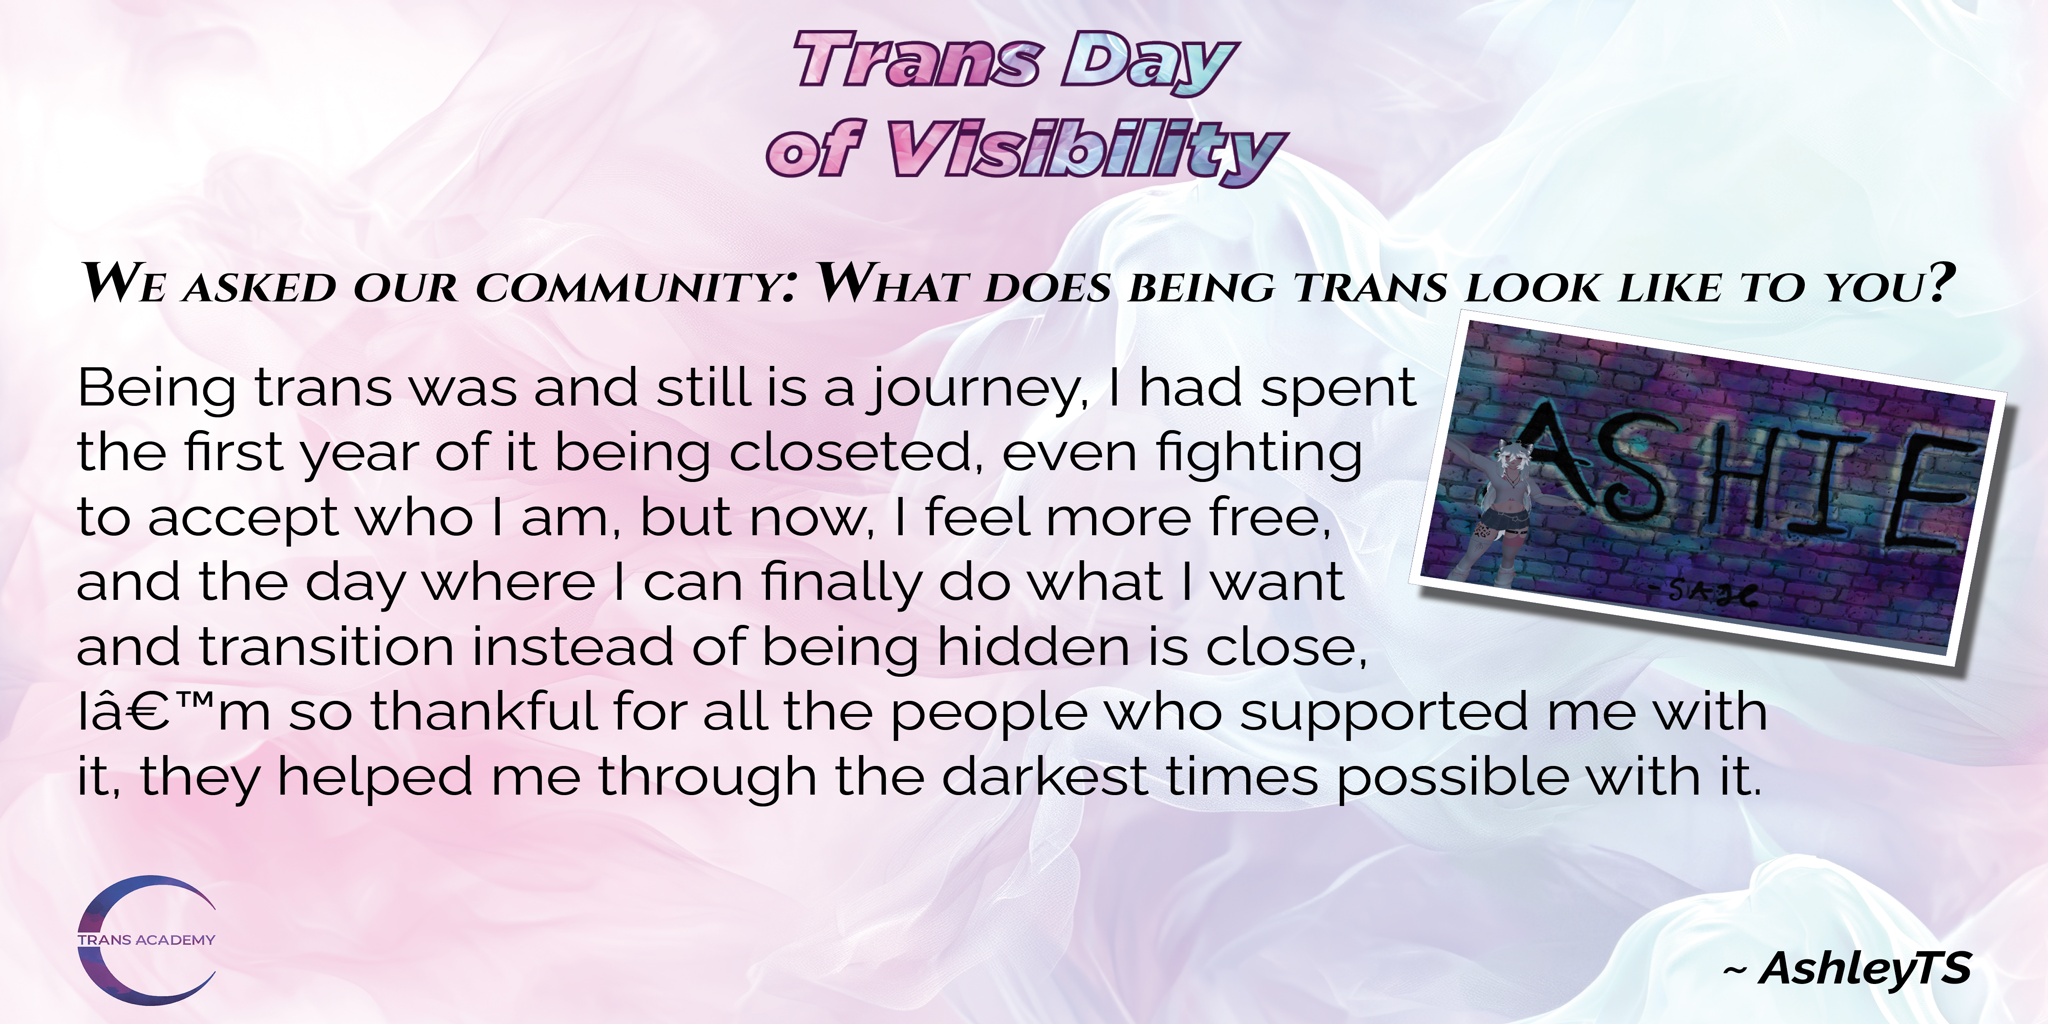 Trans Day
of Visibility
We asked our community: What does being trans look like to you?
Being trans was and still is a journey, I had spent
the first year of it being closeted, even fighting
to accept who I am, but now, I feel more free,
and the day where I can finally do what I want
and transition instead of being hidden is close,
Iâ€™m so thankful for all the people who supported me with
it, they helped me through the darkest times possible with it.
ASHIE
-SAGE
TRANS ACADEMY
~ AshleyTS